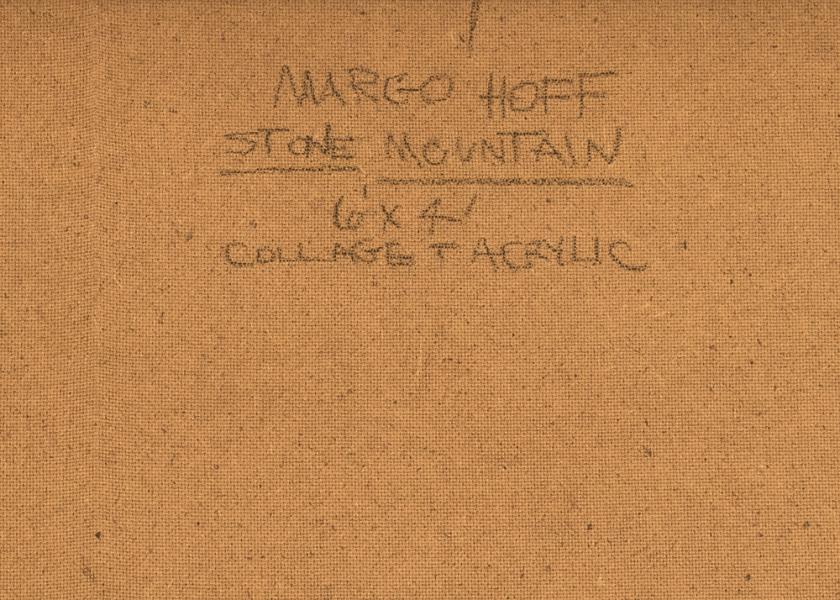 MARGO HOFF
STONE MOUNTAIN
6' x 4'
COLLAGE + ACRYLIC